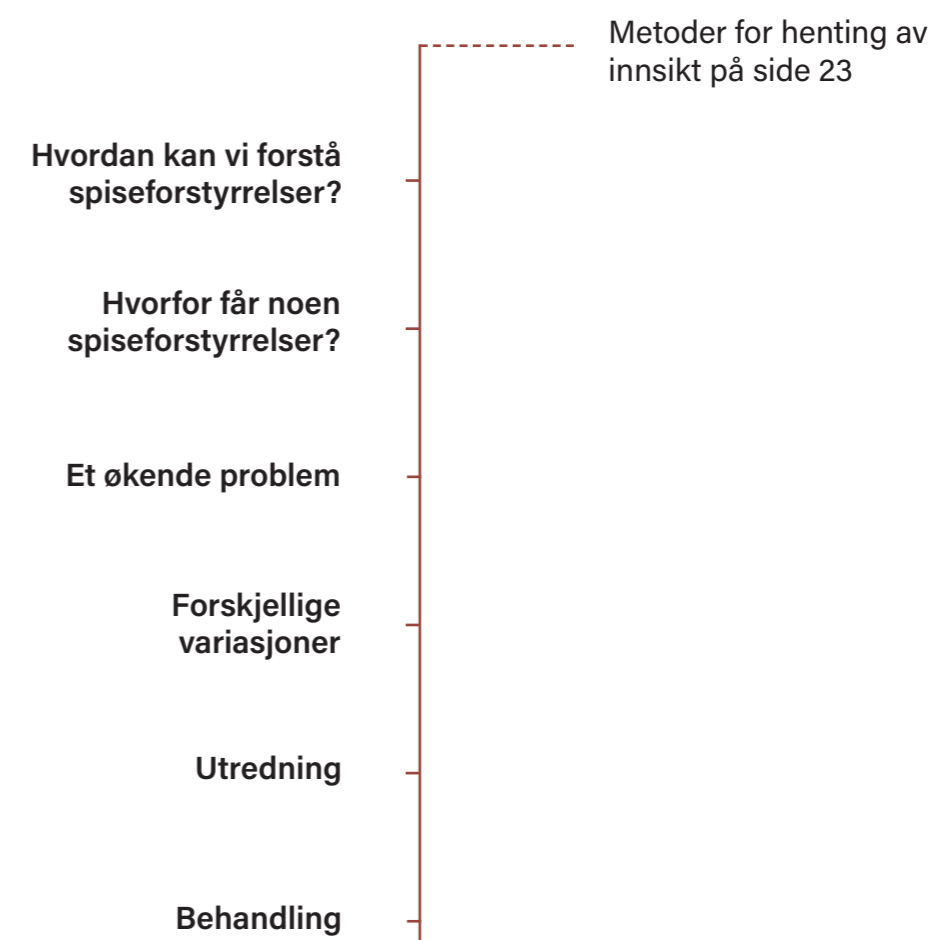 Metoder for henting av
innsikt på side 23
Hvordan kan vi forstå
spiseforstyrrelser?
Hvorfor får noen
spiseforstyrrelser?
Et økende problem
Forskjellige
variasjoner
Utredning
Behandling